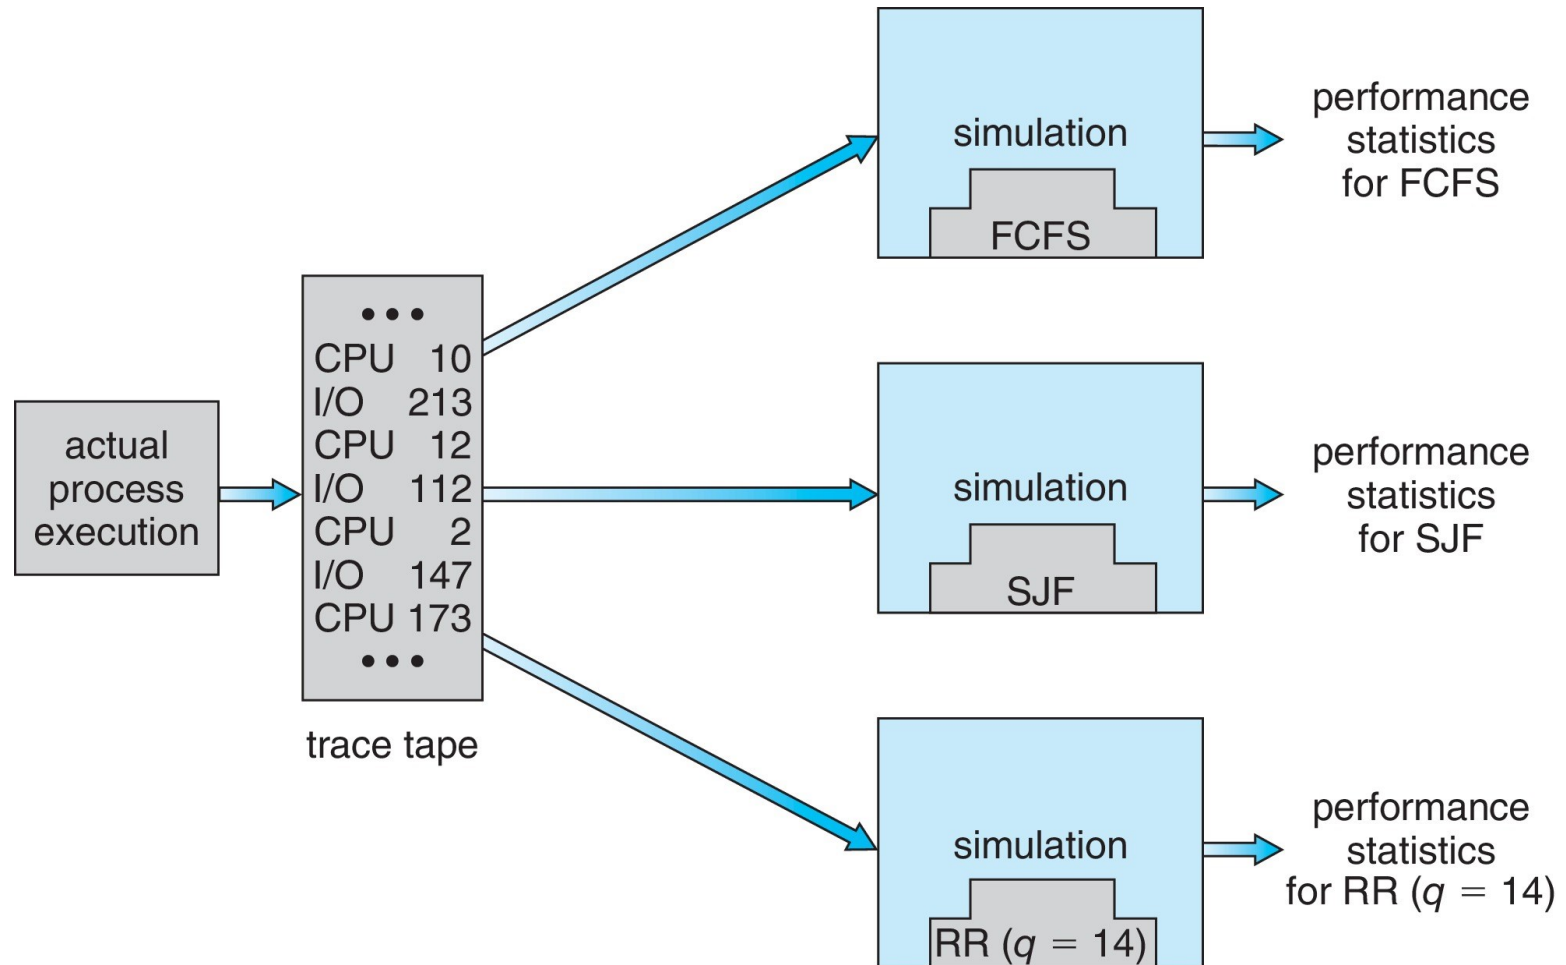 actual
process
execution
•••
CPU 10
I/O 213
CPU 12
I/O 112
CPU 2
I/O 147
CPU 173
•••
trace tape
simulation
FCFS
performance
statistics
for FCFS
simulation
SJF
performance
statistics
for SJF
simulation
RR (q = 14)
performance
statistics
for RR (q = 14)